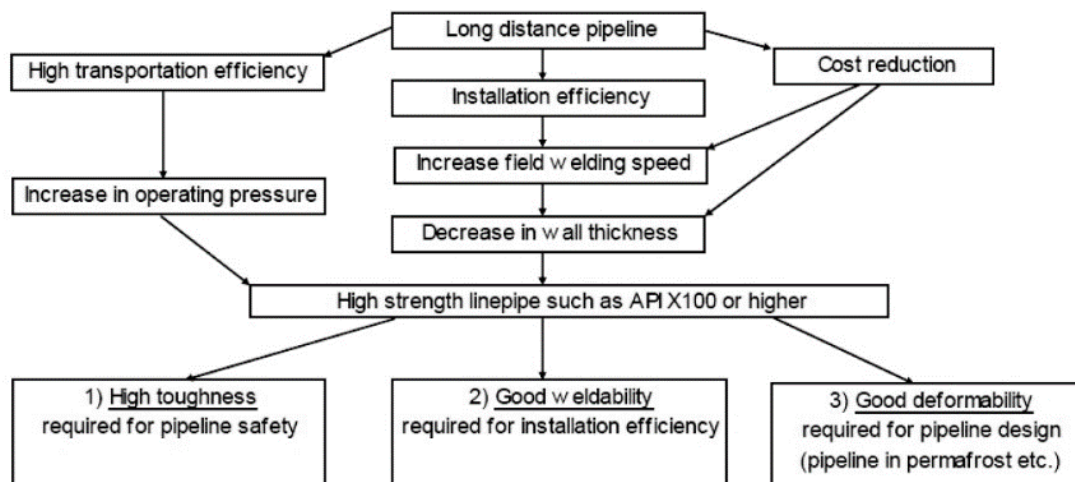 Long distance pipeline
High transportation efficiency
Cost reduction
Installation efficiency
Increase field welding speed
Increase in operating pressure
Decrease in wall thickness
High strength linepipe such as API X100 or higher
1) High toughness
required for pipeline safety
2) Good weldability
required for installation efficiency
3) Good deformability
required for pipeline design
(pipeline in permafrost etc.)